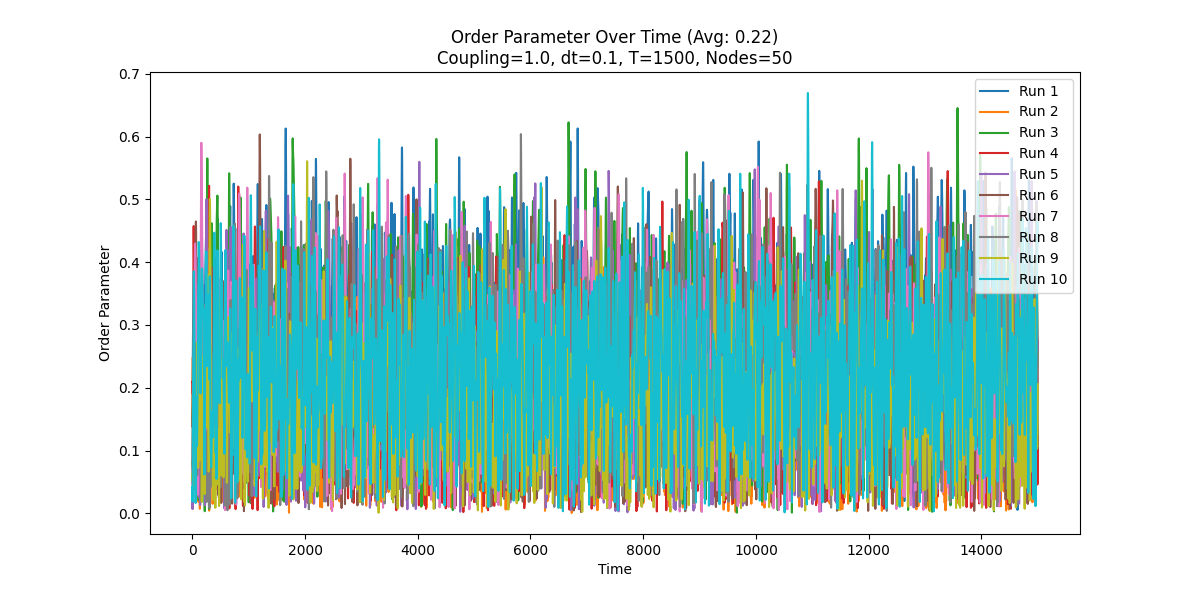 Order Parameter Over Time (Avg: 0.22)
Coupling=1.0, dt=0.1, T=1500, Nodes=50
Order Parameter
0.7
0.6
0.5
0.4
0.3
0.2
0.1
0.0
Run 1
Run 2
Run 3
Run 4
Run 5
Run 6
Run 7
Run 8
Run 9
Run 10
0 2000 4000 6000 8000 10000 12000 14000
Time